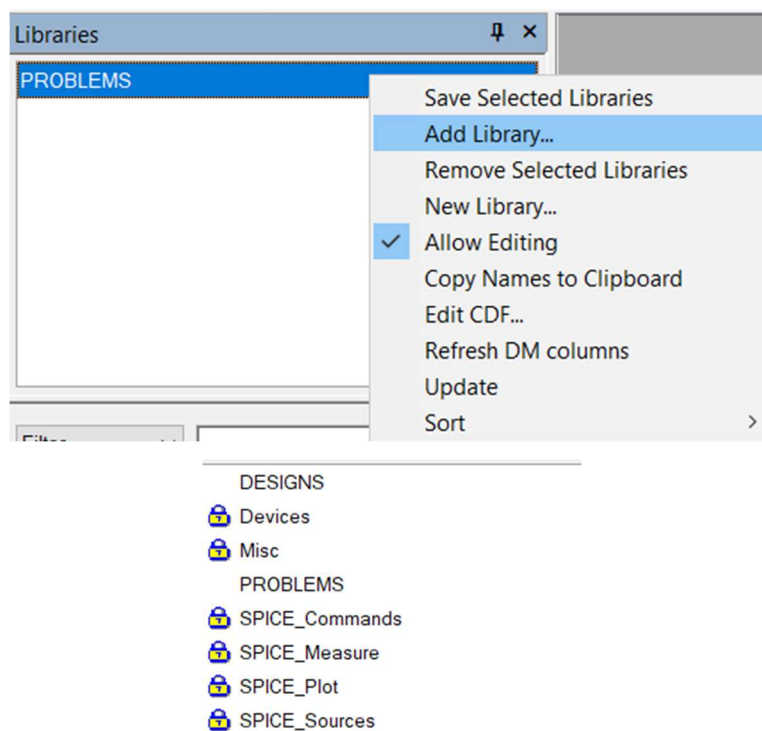 Libraries
PROBLEMS
Save Selected Libraries
Add Library...
Remove Selected Libraries
New Library...
Allow Editing
Copy Names to Clipboard
Edit CDF...
Refresh DM columns
Update
Sort
DESIGNS
Devices
Misc
PROBLEMS
SPICE_Commands
SPICE_Measure
SPICE_Plot
SPICE_Sources